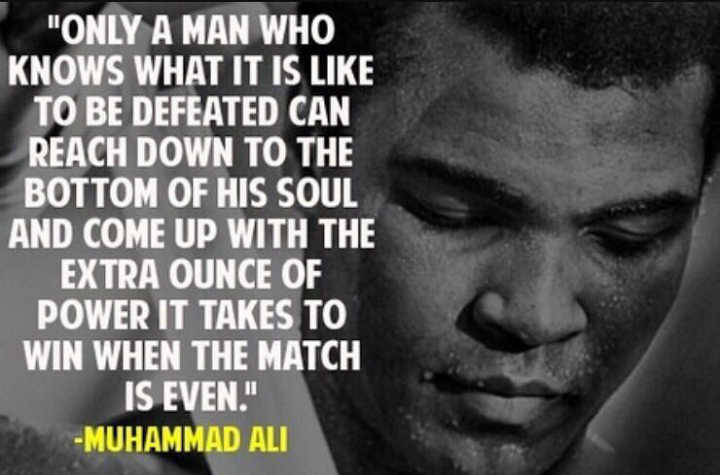 "ONLY A MAN WHO
KNOWS WHAT IT IS LIKE
TO BE DEFEATED CAN
REACH DOWN TO THE
BOTTOM OF HIS SOUL
AND COME UP WITH THE
EXTRA OUNCE OF
POWER IT TAKES TO
WIN WHEN THE MATCH
IS EVEN."
-MUHAMMAD ALI